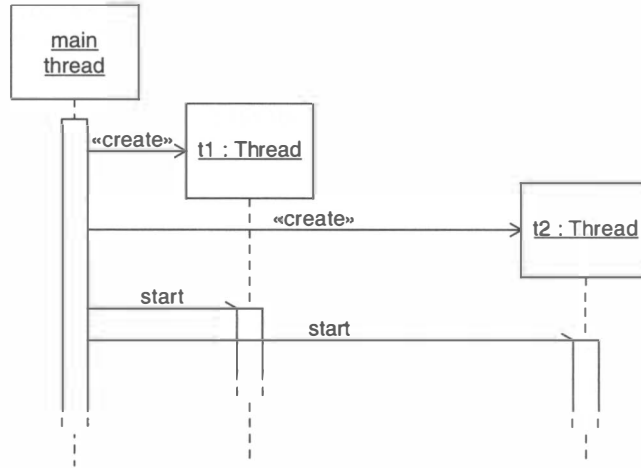 main
thread
«create»
t1 : Thread
«create»
t2 : Thread
start
start